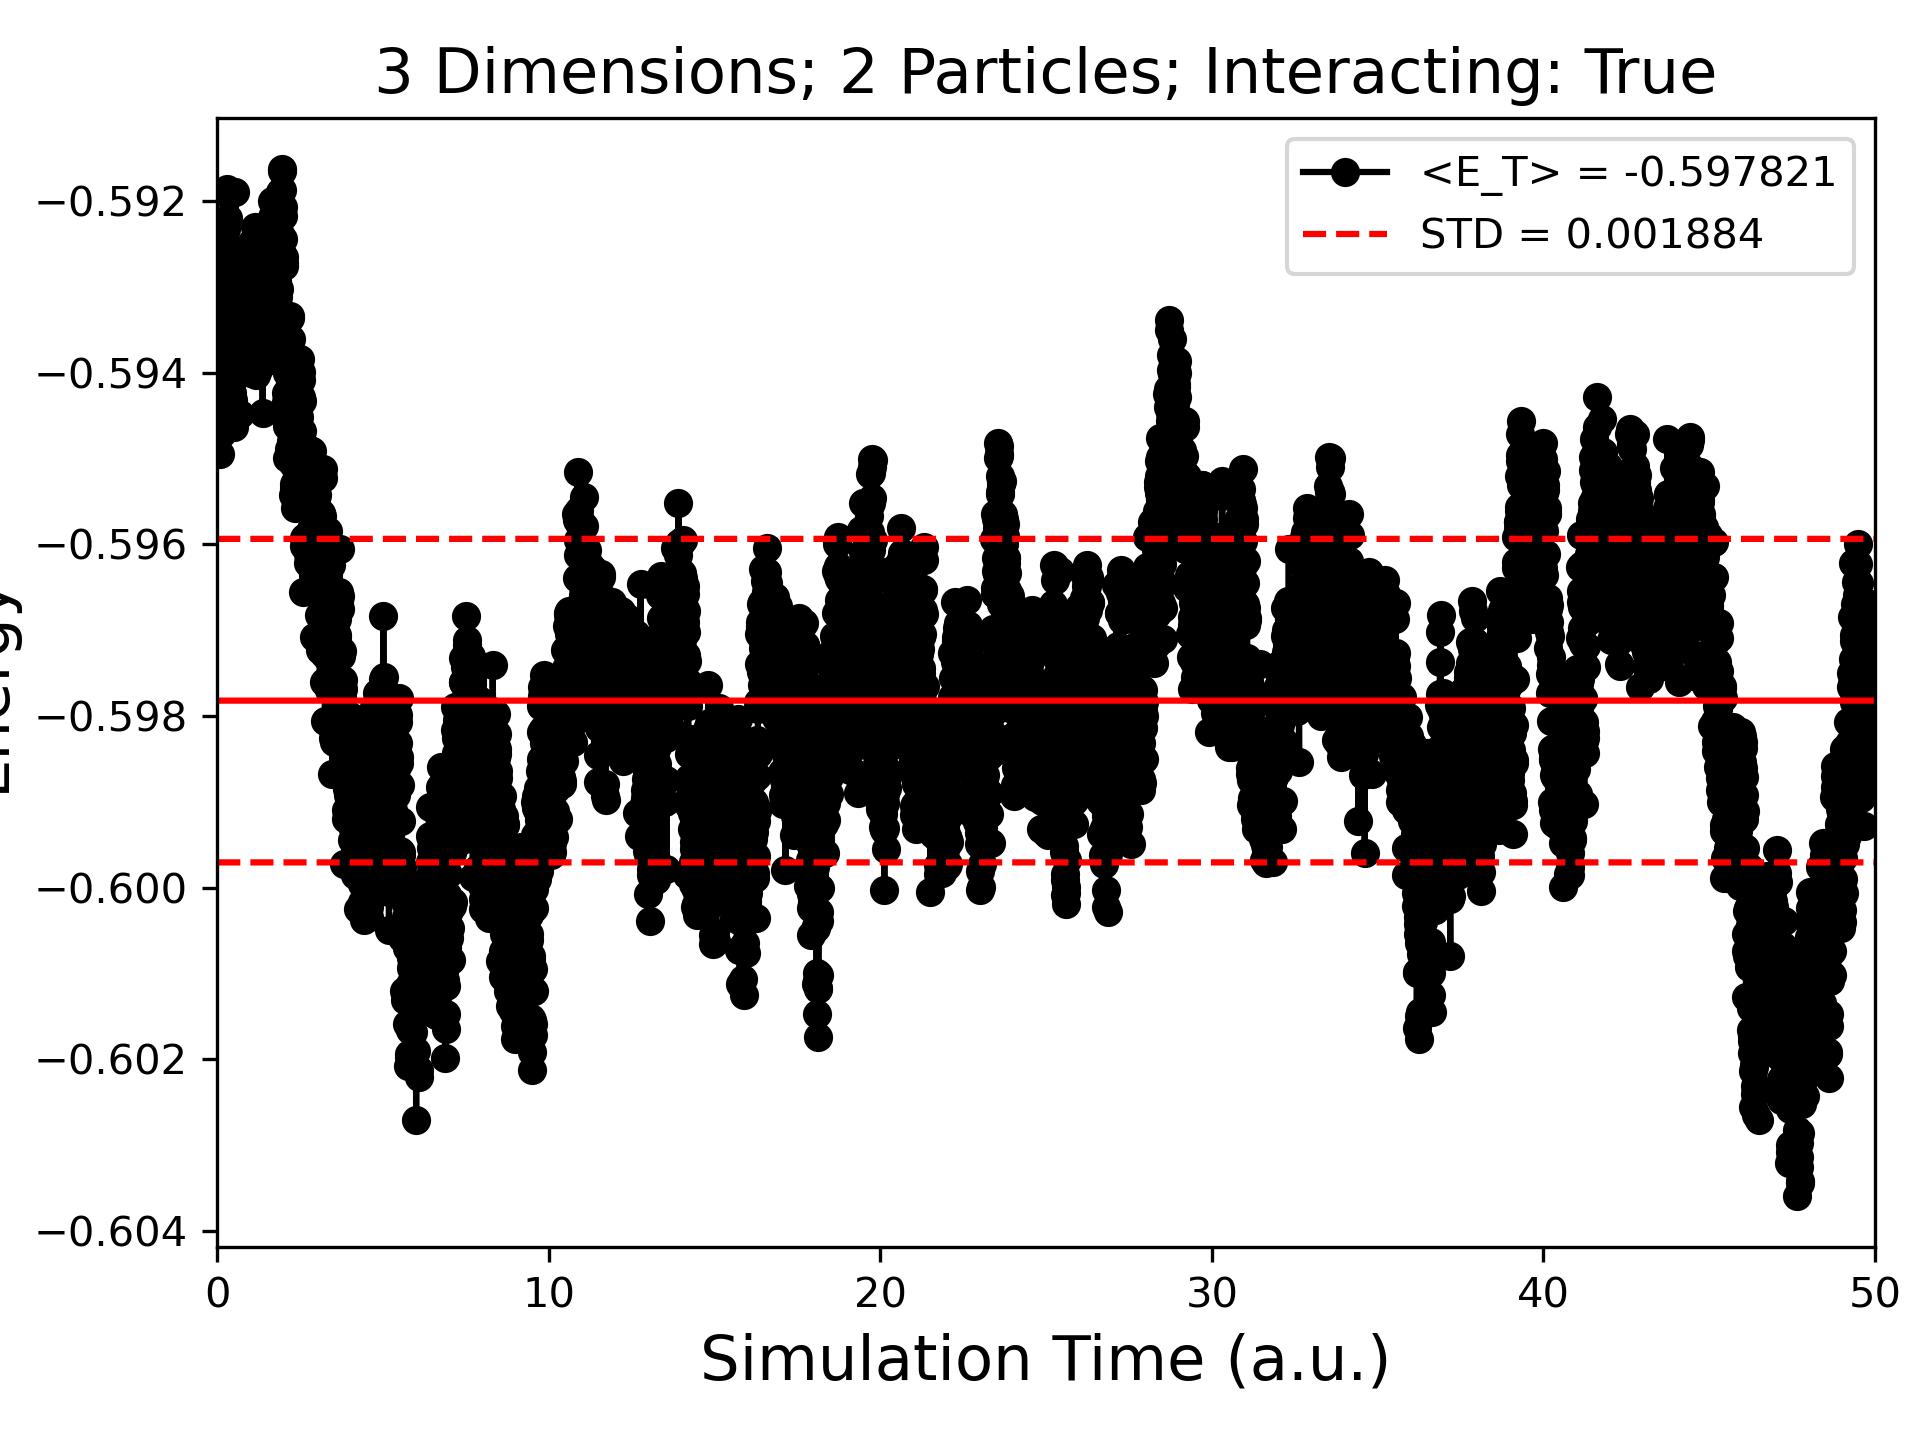 3 Dimensions; 2 Particles; Interacting: True
<E_T> = -0.597821
STD = 0.001884
−0.592
−0.594
−0.596
−0.598
−0.600
−0.602
−0.604
Energy
0 10 20 30 40 50
Simulation Time (a.u.)